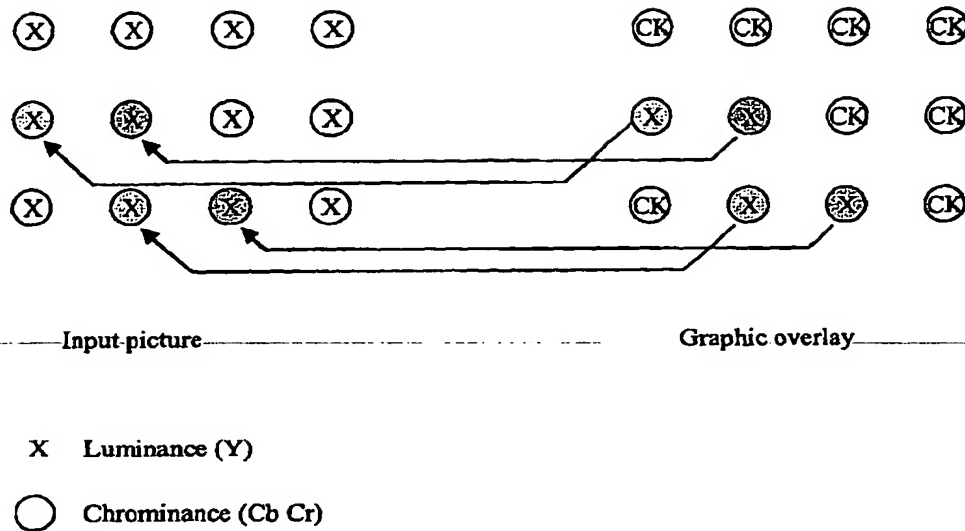 X X X X CK CK CK CK
X X X X X X CK CK
X X X X CK X X CK
Input picture Graphic overlay
X Luminance (Y)
Chrominance (Cb Cr)